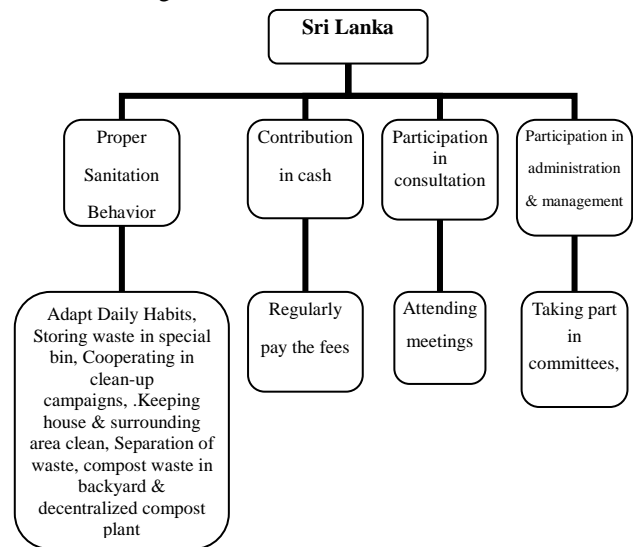 Sri Lanka
Proper
Sanitation
Behavior
Contribution
in cash
Participation
in
consultation
Participation in
administration
& management
Adapt Daily Habits,
Storing waste in special
bin, Cooperating in
clean-up
campaigns, .Keeping
house & surrounding
area clean, Separation of
waste, compost waste in
backyard &
decentralized compost
plant
Regularly
pay the fees
Attending
meetings
Taking part
in
committees,